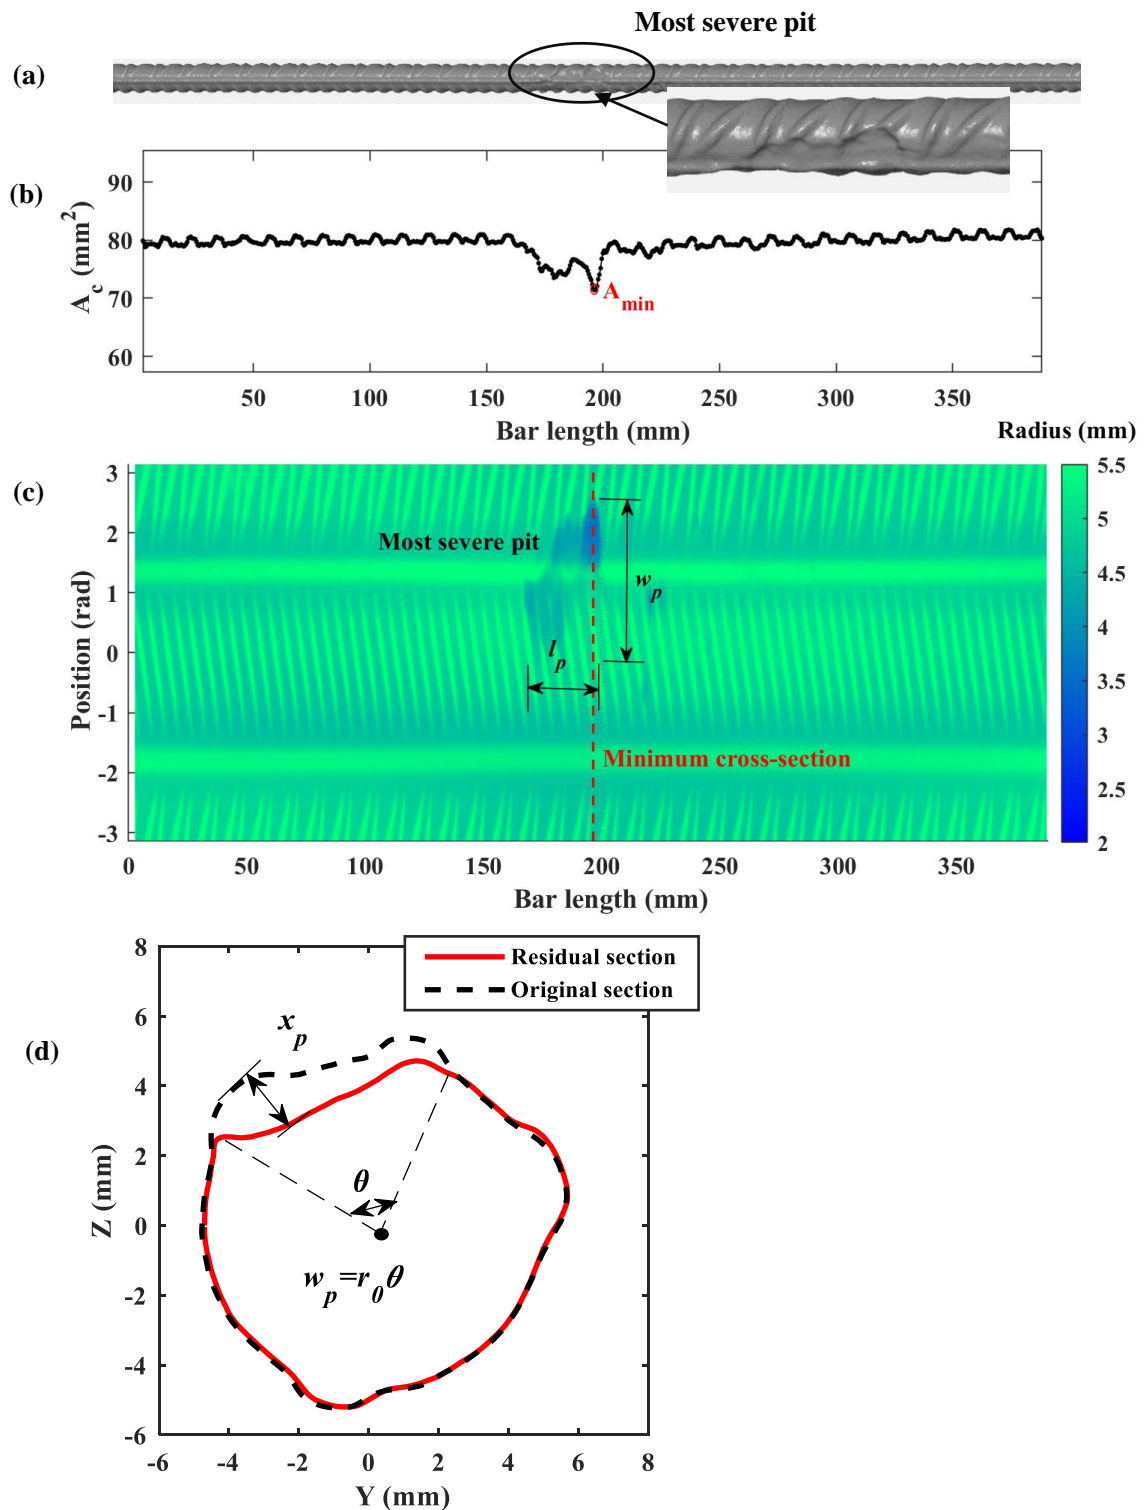 Most severe pit
(a)
(b)
90
80
70
60
A_c (mm^2)
A_min
50
100
150
200
250
300
350
Bar length (mm)
Radius (mm)
(c)
3
2
1
0
-1
-2
-3
Position (rad)
Most severe pit
w_p
l_p
Minimum cross-section
5.5
5
4.5
4
3.5
3
2.5
2
0
50
100
150
200
250
300
350
Bar length (mm)
(d)
8
6
4
2
0
-2
-4
-6
Z (mm)
Residual section
Original section
x_p
θ
w_p=r_0θ
-6
-4
-2
0
2
4
6
8
Y (mm)